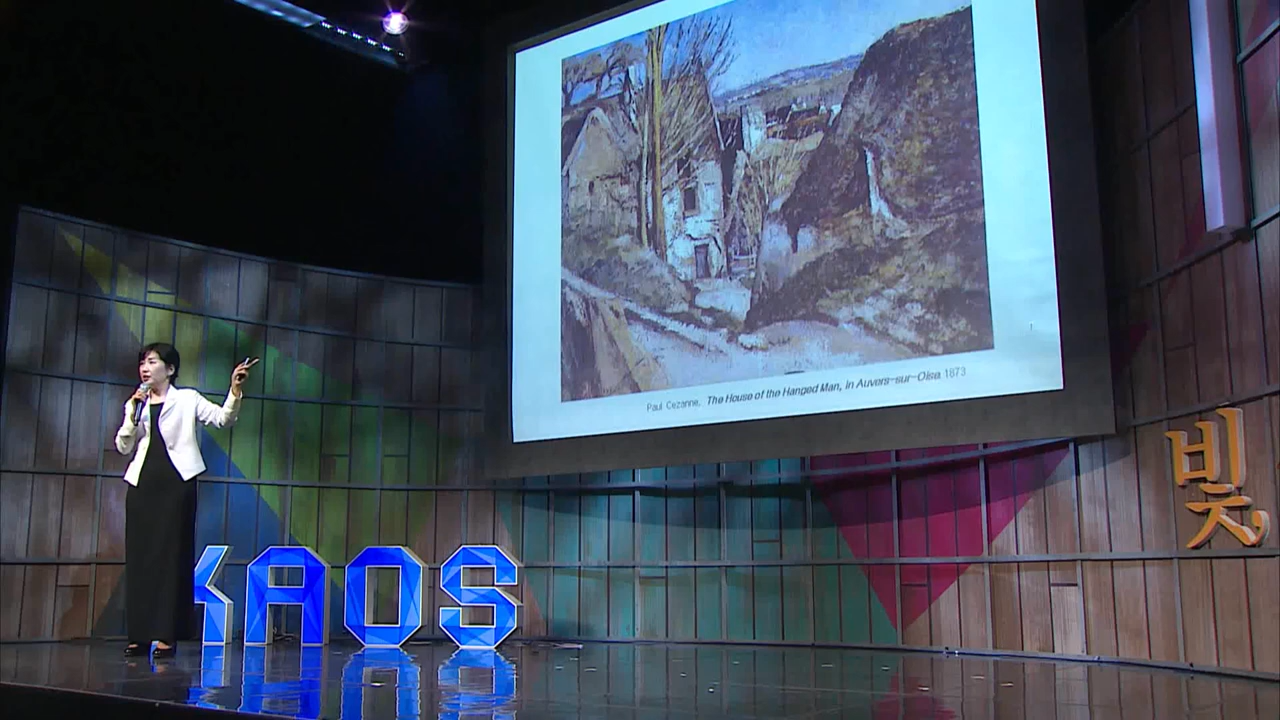 Paul Cezanne, The House of the Hanged Man, in Auvers-sur-Oise, 1873
KAOS
빛,